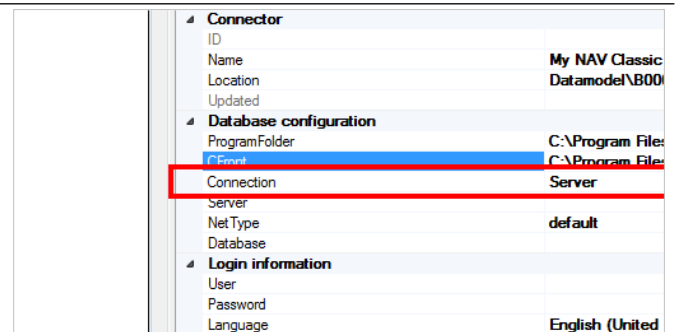 Connector
ID
Name My NAV Classic
Location Datamodel\B00
Updated
Database configuration
ProgramFolder C:\Program Files
CFront C:\Program Files
Connection Server
Server
NetType default
Database
Login information
User
Password
Language English (United